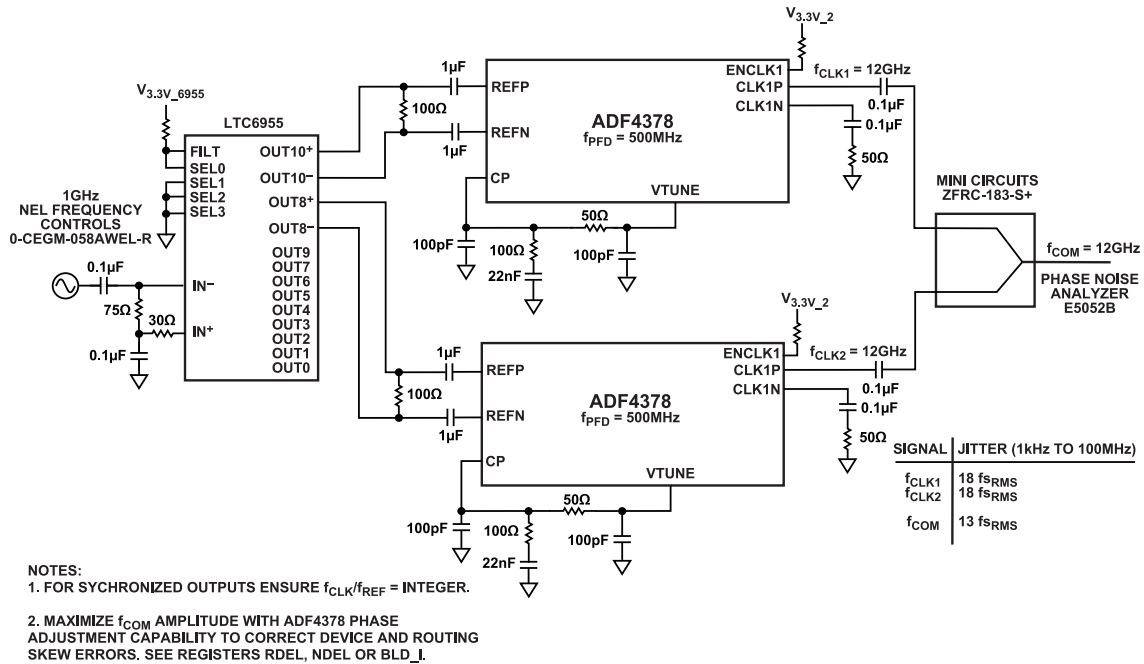 V3.3V_6955
LTC6955
FILT
SEL0
SEL1
SEL2
SEL3
OUT10+
OUT10−
OUT8+
OUT8−
OUT9
OUT7
OUT6
OUT5
OUT4
OUT3
OUT2
OUT1
OUT0
IN−
IN+
1GHz
NEL FREQUENCY
CONTROLS
0-CEGM-058AWEL-R
0.1µF
75Ω
30Ω
0.1µF
1µF
100Ω
1µF
REFP
REFN
CP
ADF4378
fPFD = 500MHz
VTUNE
ENCLK1
CLK1P
CLK1N
V3.3V_2
fCLK1 = 12GHz
0.1µF
0.1µF
50Ω
100pF
100Ω
22nF
50Ω
100pF
MINI CIRCUITS
ZFRC-183-S+
fCOM = 12GHz
PHASE NOISE
ANALYZER
E5052B
1µF
100Ω
1µF
REFP
REFN
CP
ADF4378
fPFD = 500MHz
VTUNE
ENCLK1
CLK1P
CLK1N
V3.3V_2
fCLK2 = 12GHz
0.1µF
0.1µF
50Ω
100pF
100Ω
22nF
50Ω
100pF
SIGNAL JITTER (1kHz TO 100MHz)
fCLK1 18 fsRMS
fCLK2 18 fsRMS
fCOM 13 fsRMS
NOTES:
1. FOR SYCHRONIZED OUTPUTS ENSURE fCLK/fREF = INTEGER.
2. MAXIMIZE fCOM AMPLITUDE WITH ADF4378 PHASE
ADJUSTMENT CAPABILITY TO CORRECT DEVICE AND ROUTING
SKEW ERRORS. SEE REGISTERS RDEL, NDEL OR BLD_I.